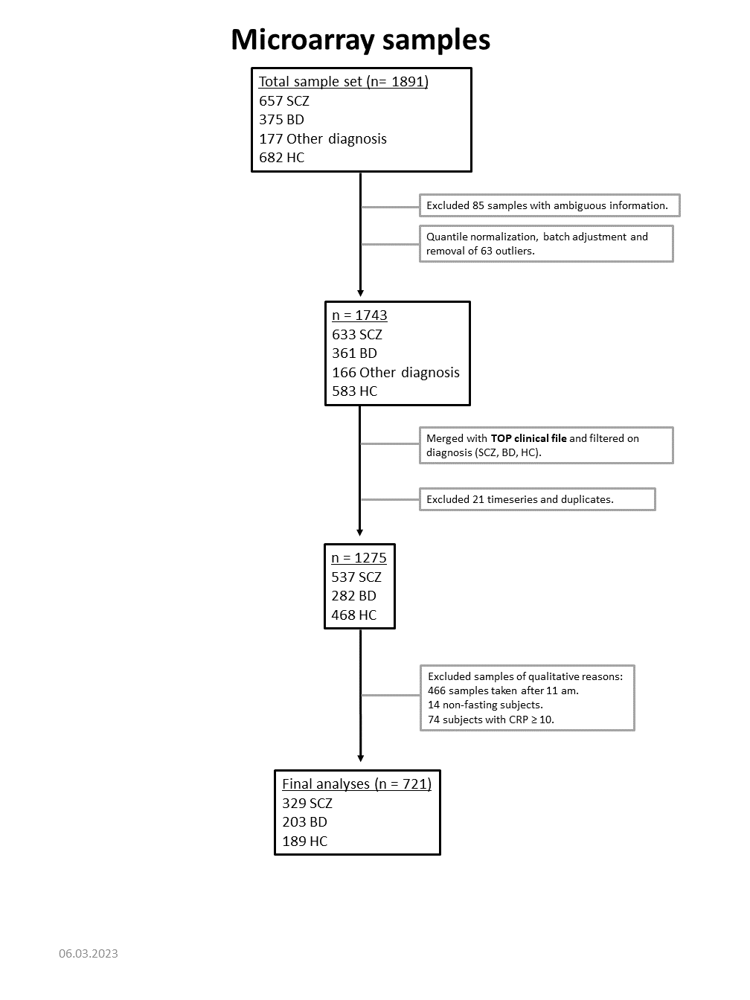 Microarray samples
Total sample set (n= 1891)
657 SCZ
375 BD
177 Other diagnosis
682 HC
Excluded 85 samples with ambiguous information.
Quantile normalization, batch adjustment and
removal of 63 outliers.
n = 1743
633 SCZ
361 BD
166 Other diagnosis
583 HC
Merged with TOP clinical file and filtered on
diagnosis (SCZ, BD, HC).
Excluded 21 timeseries and duplicates.
n = 1275
537 SCZ
282 BD
468 HC
Excluded samples of qualitative reasons:
466 samples taken after 11 am.
14 non-fasting subjects.
74 subjects with CRP ≥ 10.
Final analyses (n = 721)
329 SCZ
203 BD
189 HC
06.03.2023